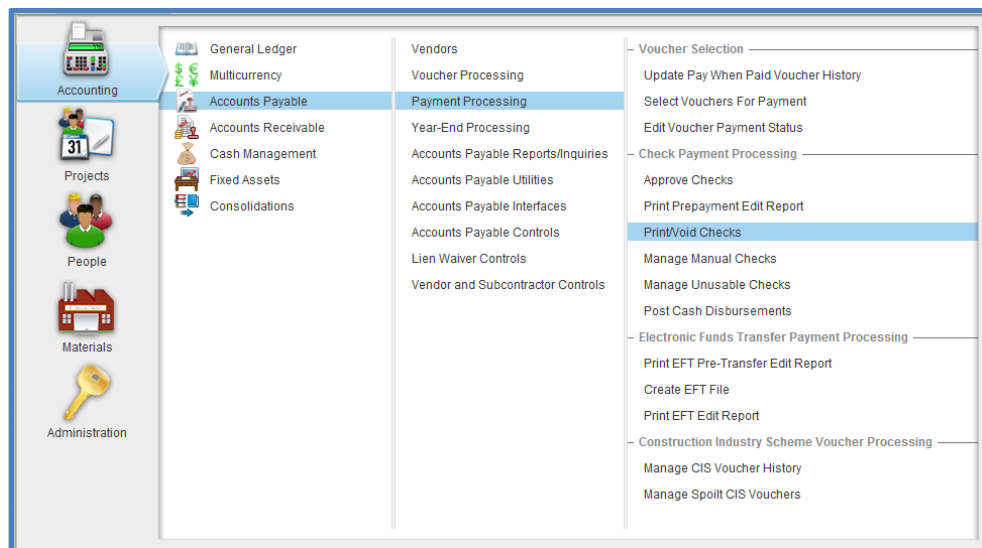 Accounting
Projects
People
Materials
Administration
General Ledger
Multicurrency
Accounts Payable
Accounts Receivable
Cash Management
Fixed Assets
Consolidations
Vendors
Voucher Processing
Payment Processing
Year-End Processing
Accounts Payable Reports/Inquiries
Accounts Payable Utilities
Accounts Payable Interfaces
Accounts Payable Controls
Lien Waiver Controls
Vendor and Subcontractor Controls
Voucher Selection
Update Pay When Paid Voucher History
Select Vouchers For Payment
Edit Voucher Payment Status
Check Payment Processing
Approve Checks
Print Prepayment Edit Report
Print/Void Checks
Manage Manual Checks
Manage Unusable Checks
Post Cash Disbursements
Electronic Funds Transfer Payment Processing
Print EFT Pre-Transfer Edit Report
Create EFT File
Print EFT Edit Report
Construction Industry Scheme Voucher Processing
Manage CIS Voucher History
Manage Spoilt CIS Vouchers
31